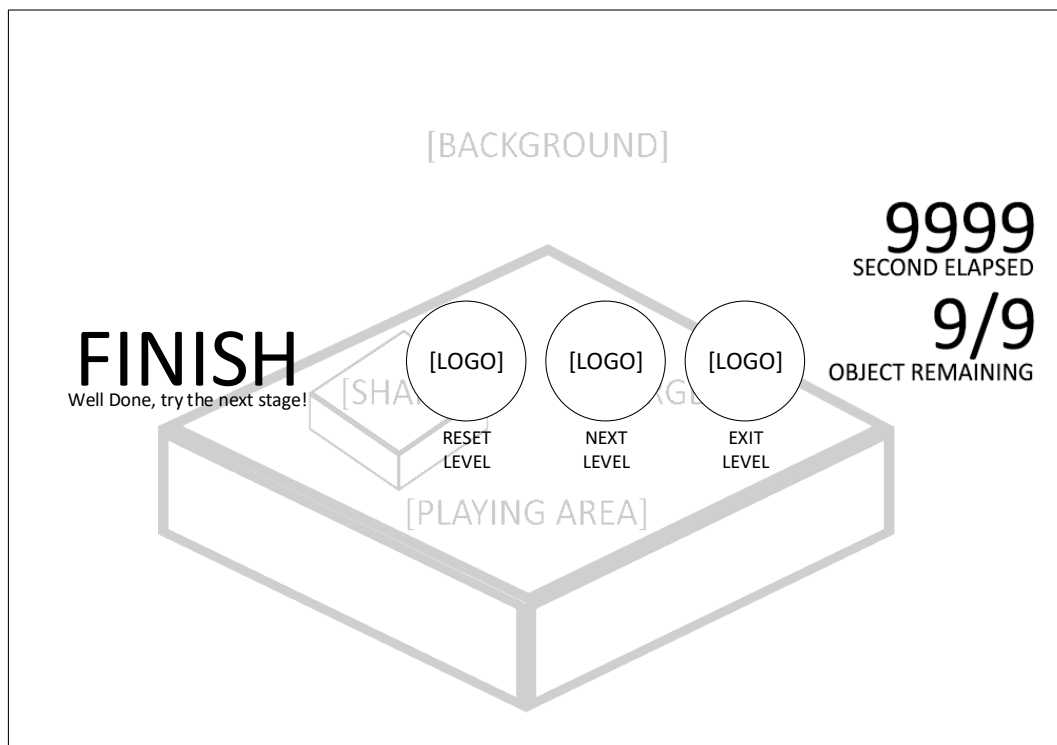 [BACKGROUND]
9999
SECOND ELAPSED
9/9
OBJECT REMAINING
FINISH
Well Done, try the next stage!
[LOGO]
[LOGO]
[LOGO]
RESET
LEVEL
NEXT
LEVEL
EXIT
LEVEL
[PLAYING AREA]